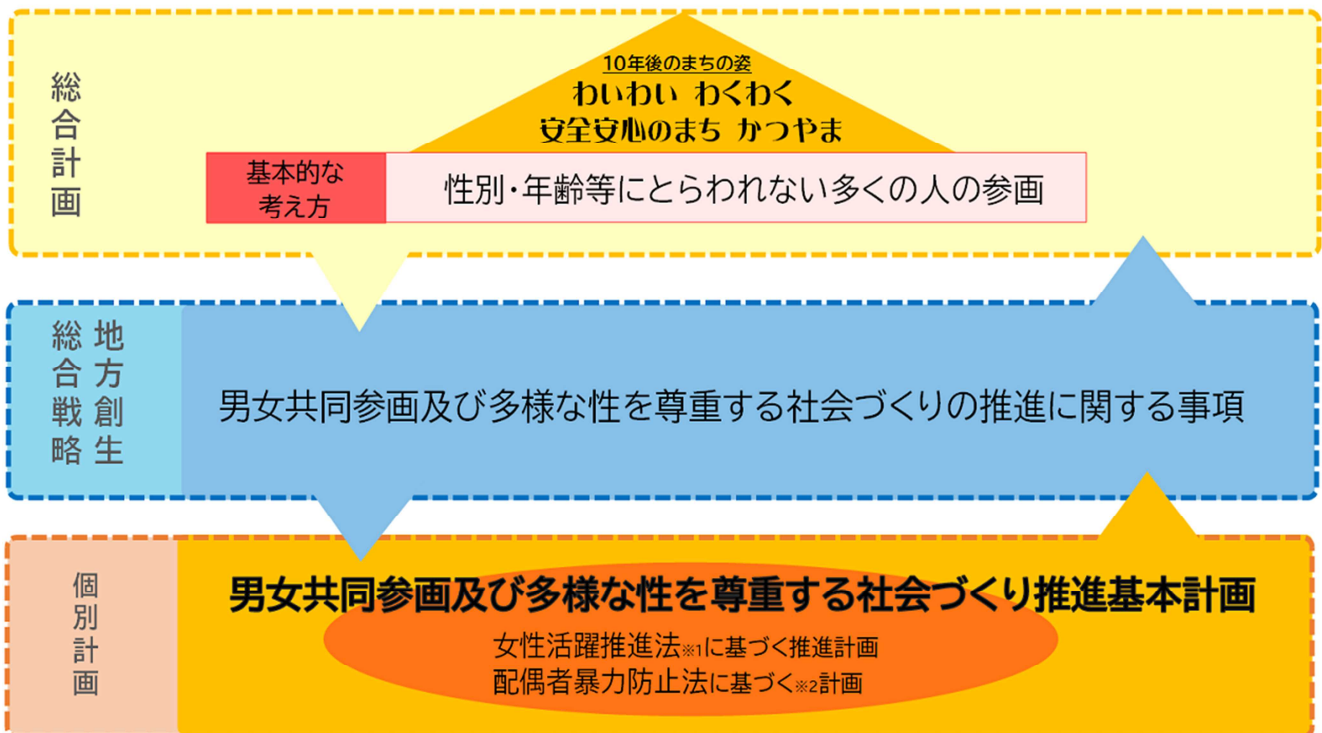 総合計画
10年後のまちの姿
わいわい わくわく
安全安心のまち かつやま
基本的な
考え方
性別・年齢等にとらわれない多くの人の参画
地方創生
総合戦略
男女共同参画及び多様な性を尊重する社会づくりの推進に関する事項
個別計画
男女共同参画及び多様な性を尊重する社会づくり推進基本計画
女性活躍推進法※1に基づく推進計画
配偶者暴力防止法に基づく※2計画